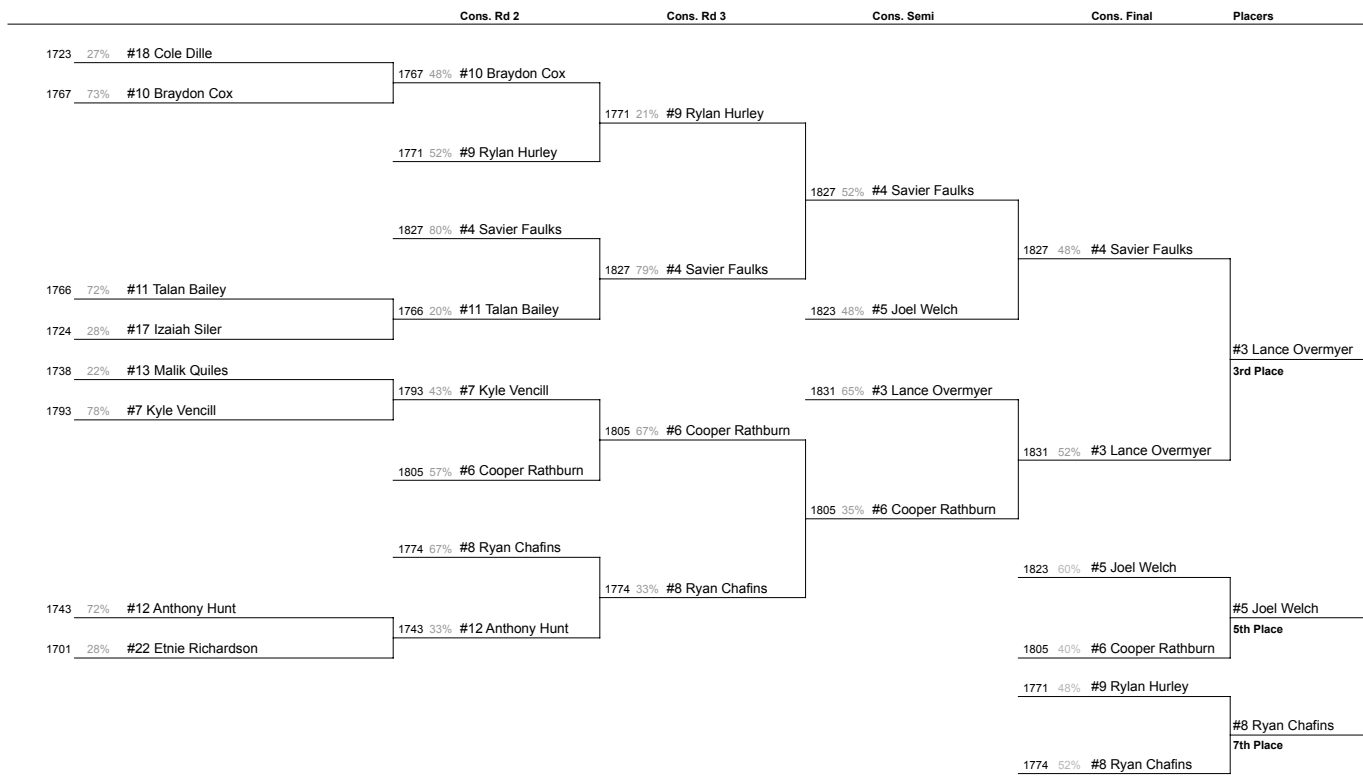 Cons. Rd 2 Cons. Rd 3 Cons. Semi Cons. Final Placers
1723 27% #18 Cole Dille
1767 48% #10 Braydon Cox
1767 73% #10 Braydon Cox
1771 21% #9 Rylan Hurley
1771 52% #9 Rylan Hurley
1827 52% #4 Savier Faulks
1827 80% #4 Savier Faulks
1827 48% #4 Savier Faulks
1827 79% #4 Savier Faulks
1766 72% #11 Talan Bailey
1766 20% #11 Talan Bailey
1823 48% #5 Joel Welch
1724 28% #17 Izaiah Siler
#3 Lance Overmyer
3rd Place
1738 22% #13 Malik Quiles
1793 43% #7 Kyle Vencill
1831 65% #3 Lance Overmyer
1793 78% #7 Kyle Vencill
1805 67% #6 Cooper Rathburn
1831 52% #3 Lance Overmyer
1805 57% #6 Cooper Rathburn
1805 35% #6 Cooper Rathburn
1774 67% #8 Ryan Chafins
1823 60% #5 Joel Welch
1774 33% #8 Ryan Chafins
1743 72% #12 Anthony Hunt
#5 Joel Welch
1743 33% #12 Anthony Hunt
5th Place
1701 28% #22 Etnie Richardson
1805 40% #6 Cooper Rathburn
1771 48% #9 Rylan Hurley
#8 Ryan Chafins
7th Place
1774 52% #8 Ryan Chafins